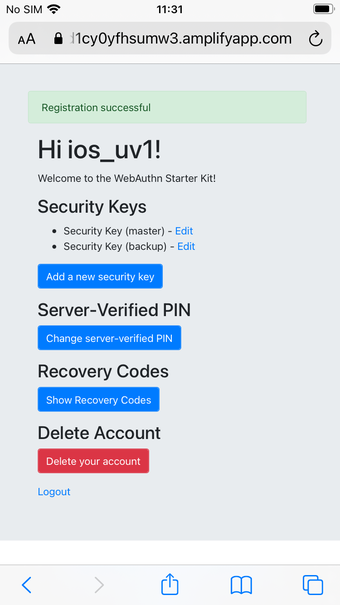 No SIM 11:31
AA 1cy0yfhsumw3.amplifyapp.com
Registration successful
Hi ios_uv1!
Welcome to the WebAuthn Starter Kit!
Security Keys
• Security Key (master) - Edit
• Security Key (backup) - Edit
Add a new security key
Server-Verified PIN
Change server-verified PIN
Recovery Codes
Show Recovery Codes
Delete Account
Delete your account
Logout